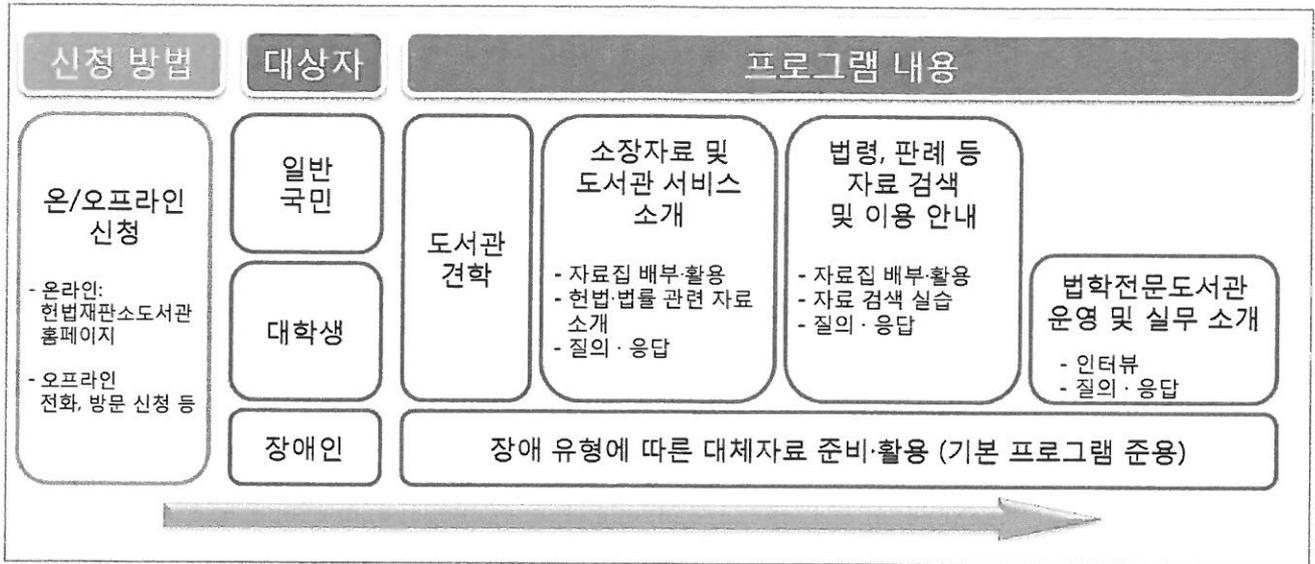 신청 방법
대상자
프로그램 내용
온/오프라인
신청
- 온라인:
헌법재판소도서관
홈페이지
- 오프라인
전화, 방문 신청 등
일반
국민
대학생
장애인
도서관
견학
소장자료 및
도서관 서비스
소개
- 자료집 배부·활용
- 헌법·법률 관련 자료
소개
- 질의 · 응답
법령, 판례 등
자료 검색
및 이용 안내
- 자료집 배부·활용
- 자료 검색 실습
- 질의 · 응답
법학전문도서관
운영 및 실무 소개
- 인터뷰
- 질의 · 응답
장애 유형에 따른 대체자료 준비·활용 (기본 프로그램 준용)